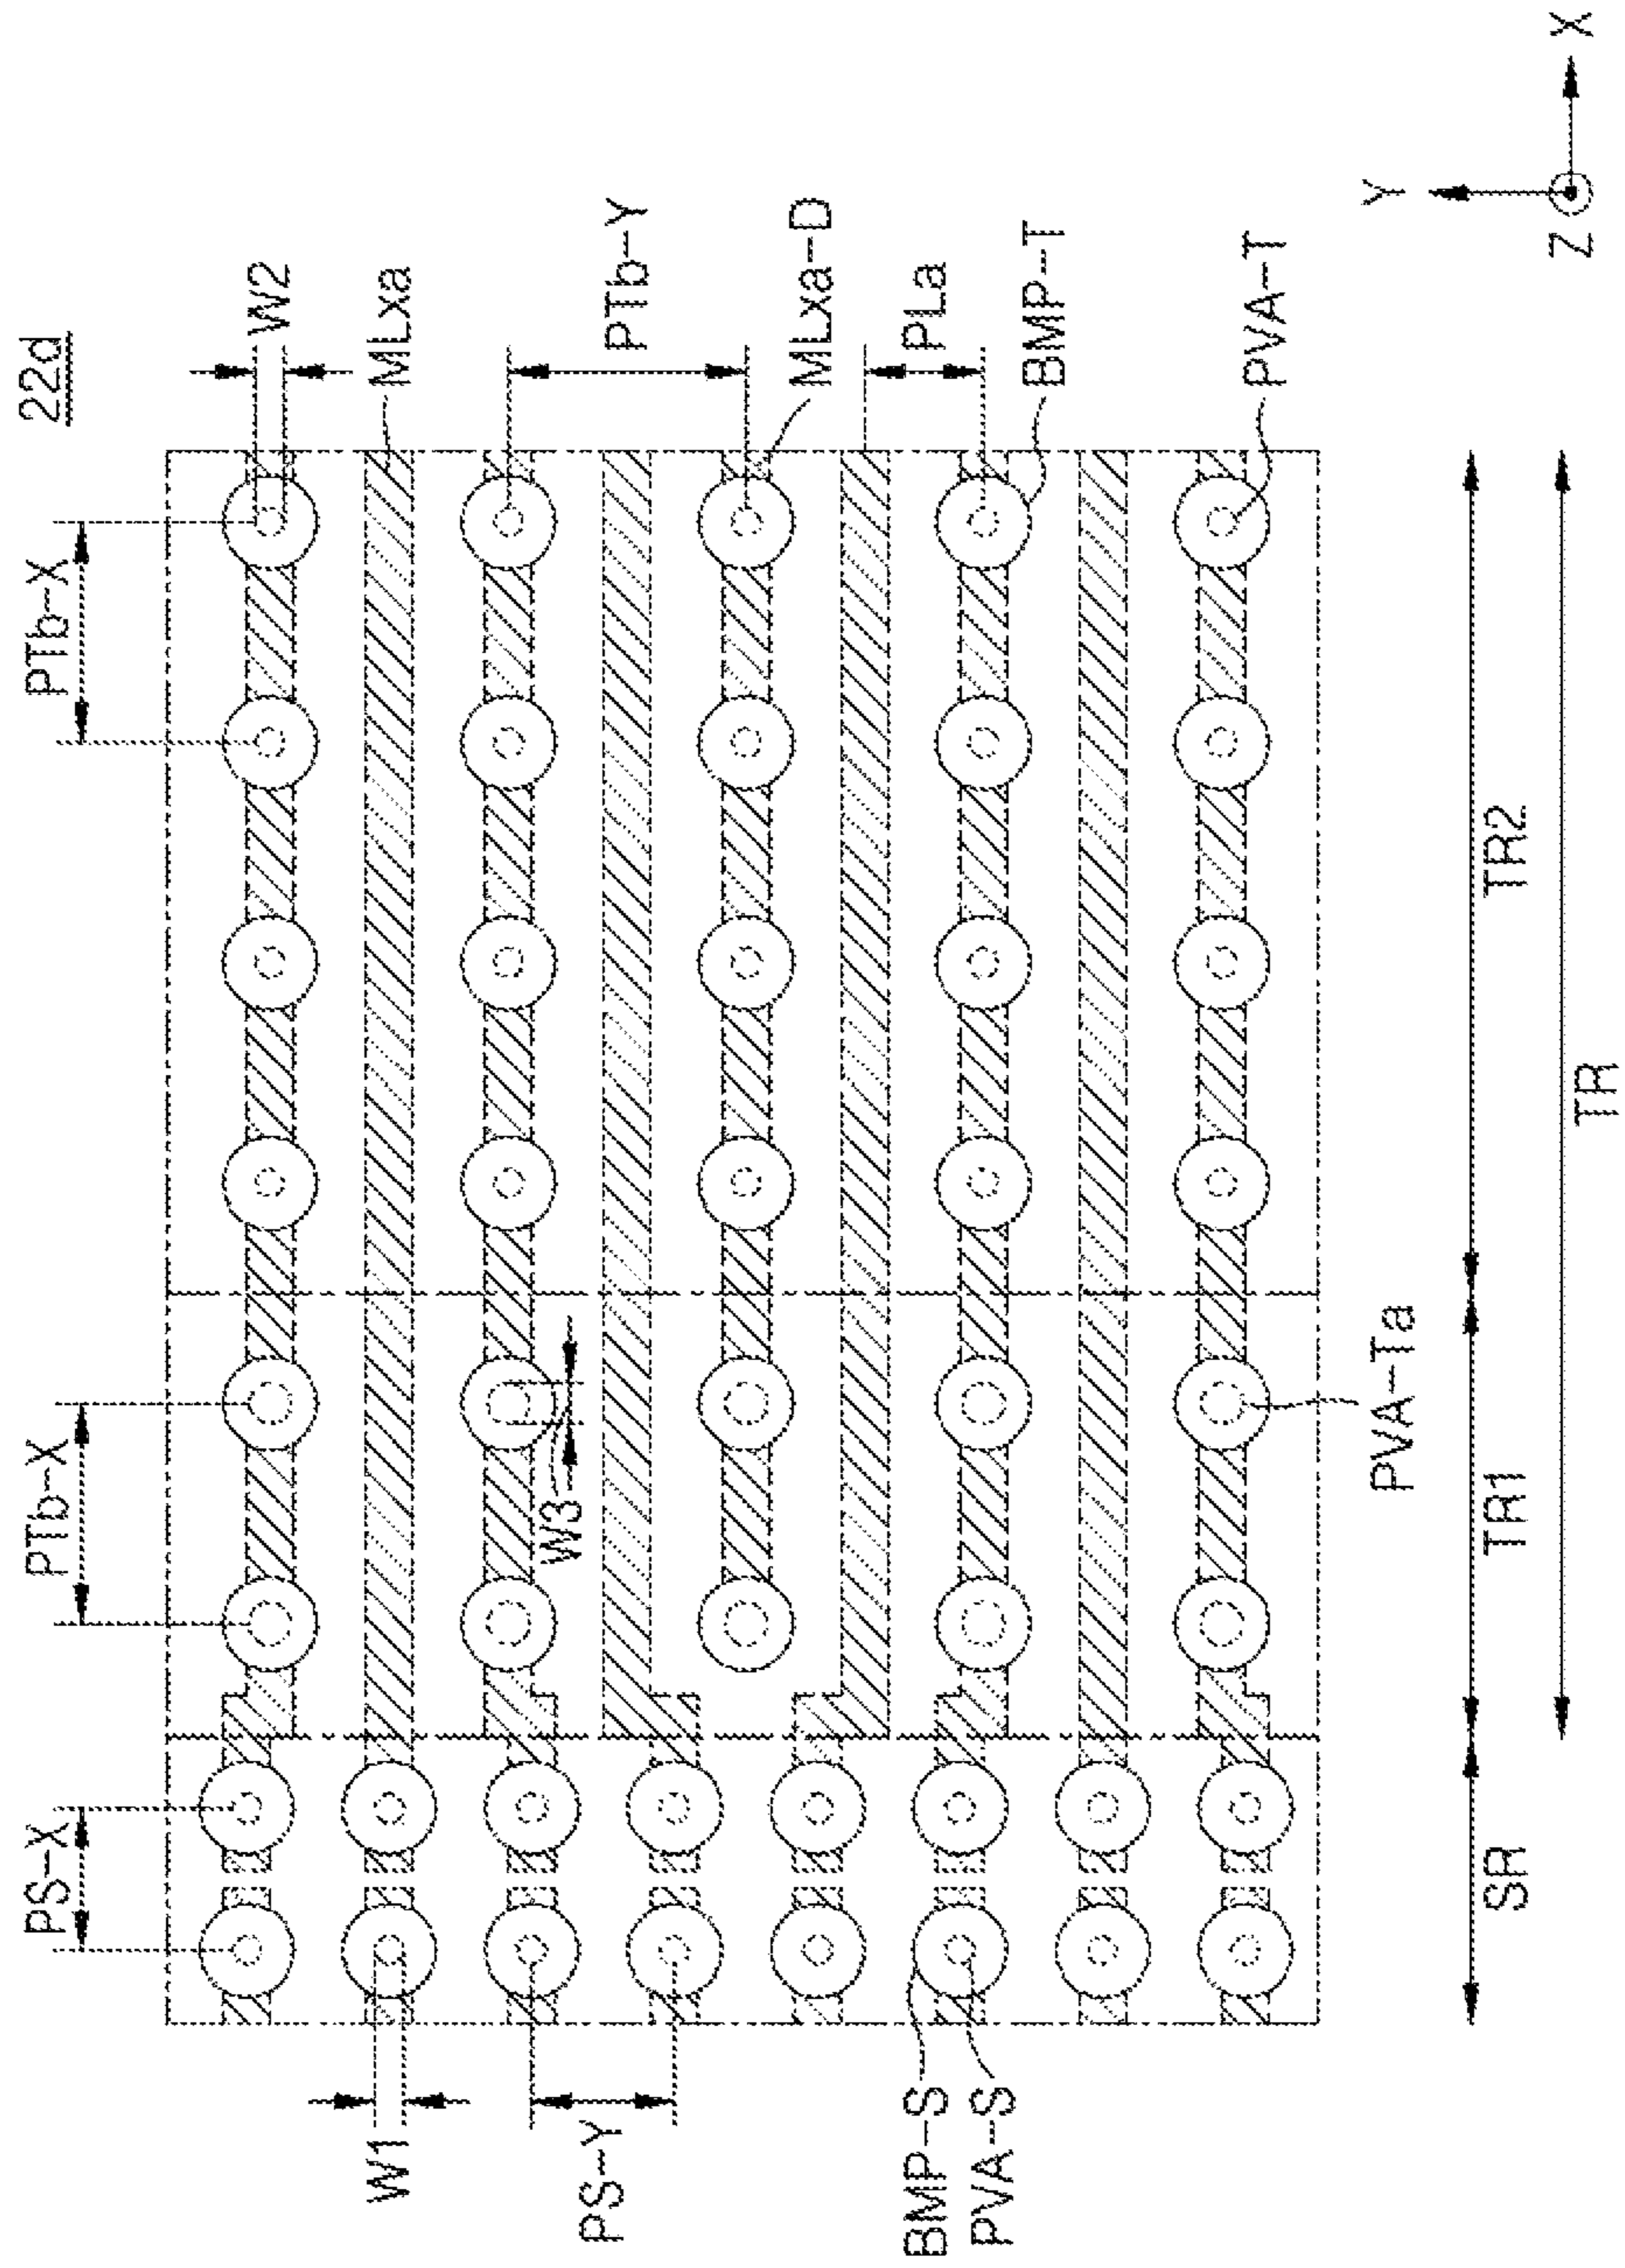 22d
PTb-X
PTb-X
PS-X
W2
MLxa
PTb-Y
MLxa-D
PLa
BMP-T
PVA-T
W3
W1
PS-Y
BMP-S
PVA-S
PVA-Ta
SR
TR1
TR2
TR
X
Y
Z